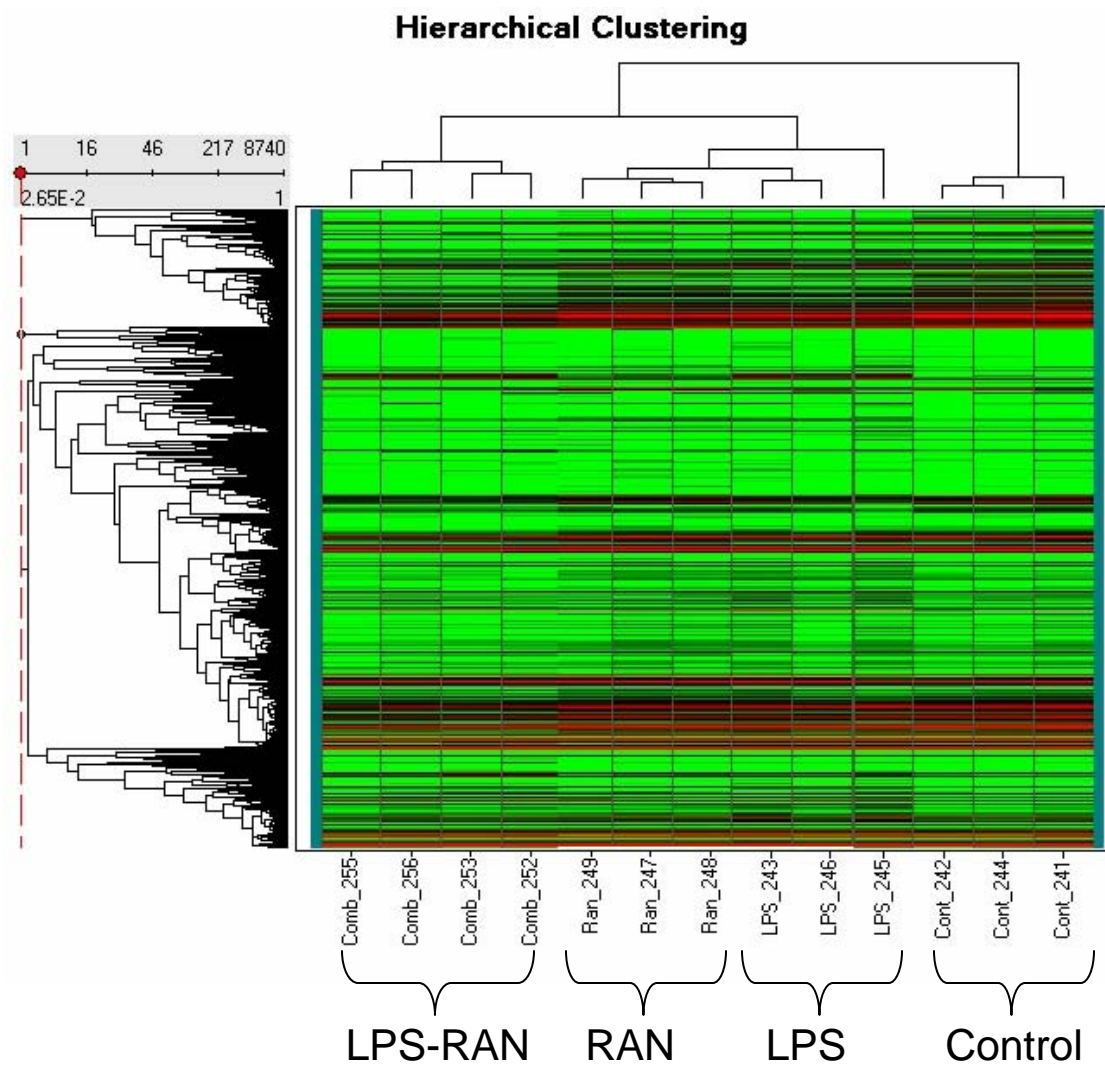 Hierarchical Clustering
1 16 46 217 8740
2.65E-2 1
Comb_255
Comb_256
Comb_253
Comb_252
Ran_249
Ran_247
Ran_248
LPS_243
LPS_246
LPS_245
Cont_242
Cont_244
Cont_241
LPS-RAN RAN LPS Control